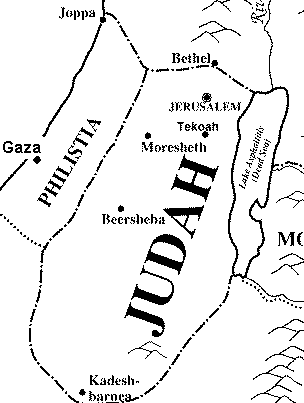 Joppa
Bethel
JERUSALEM
Tekoah
Gaza
Moresheth
PHILISTIA
Lake Asphaltitis
(Dead Sea)
Beersheba
JUDAH
MO
Kadesh-
barnea